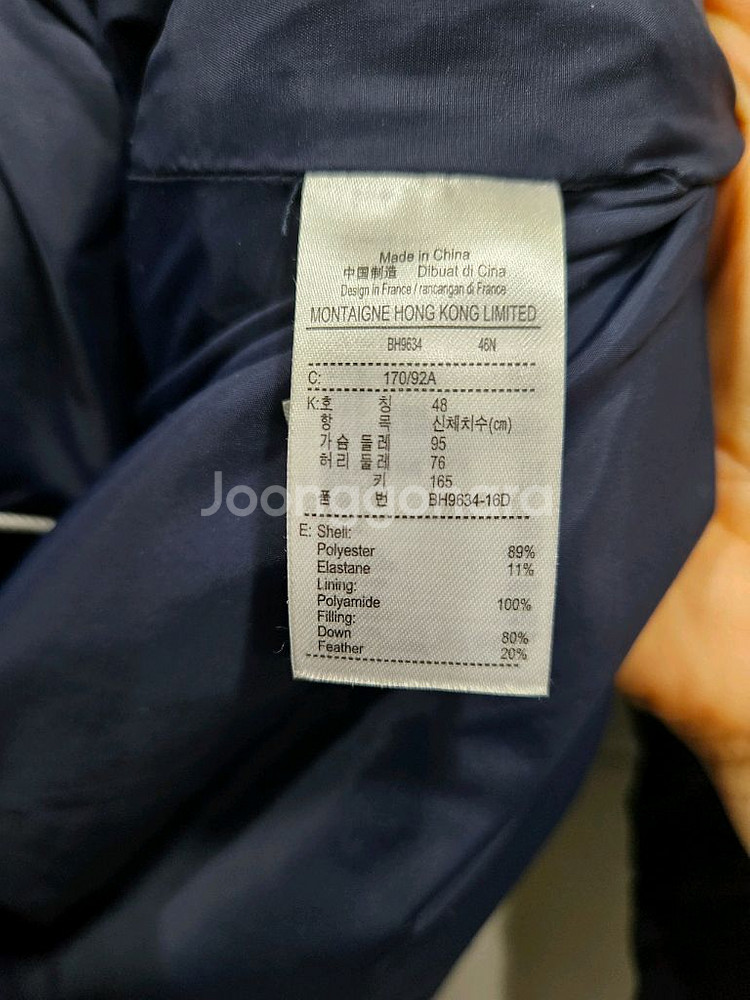 Made in China
中国制造 Dibuat di Cina
Design in France / rancangan di France
MONTAIGNE HONG KONG LIMITED
BH9634 46N
C: 170/92A
K:호 칭 48
항 목 신체치수(cm)
가슴 둘레 95
허리 둘레 76
키 165
품 번 BH9634-16D
Joonggonara
E: Shell:
Polyester 89%
Elastane 11%
Lining:
Polyamide 100%
Filling:
Down 80%
Feather 20%